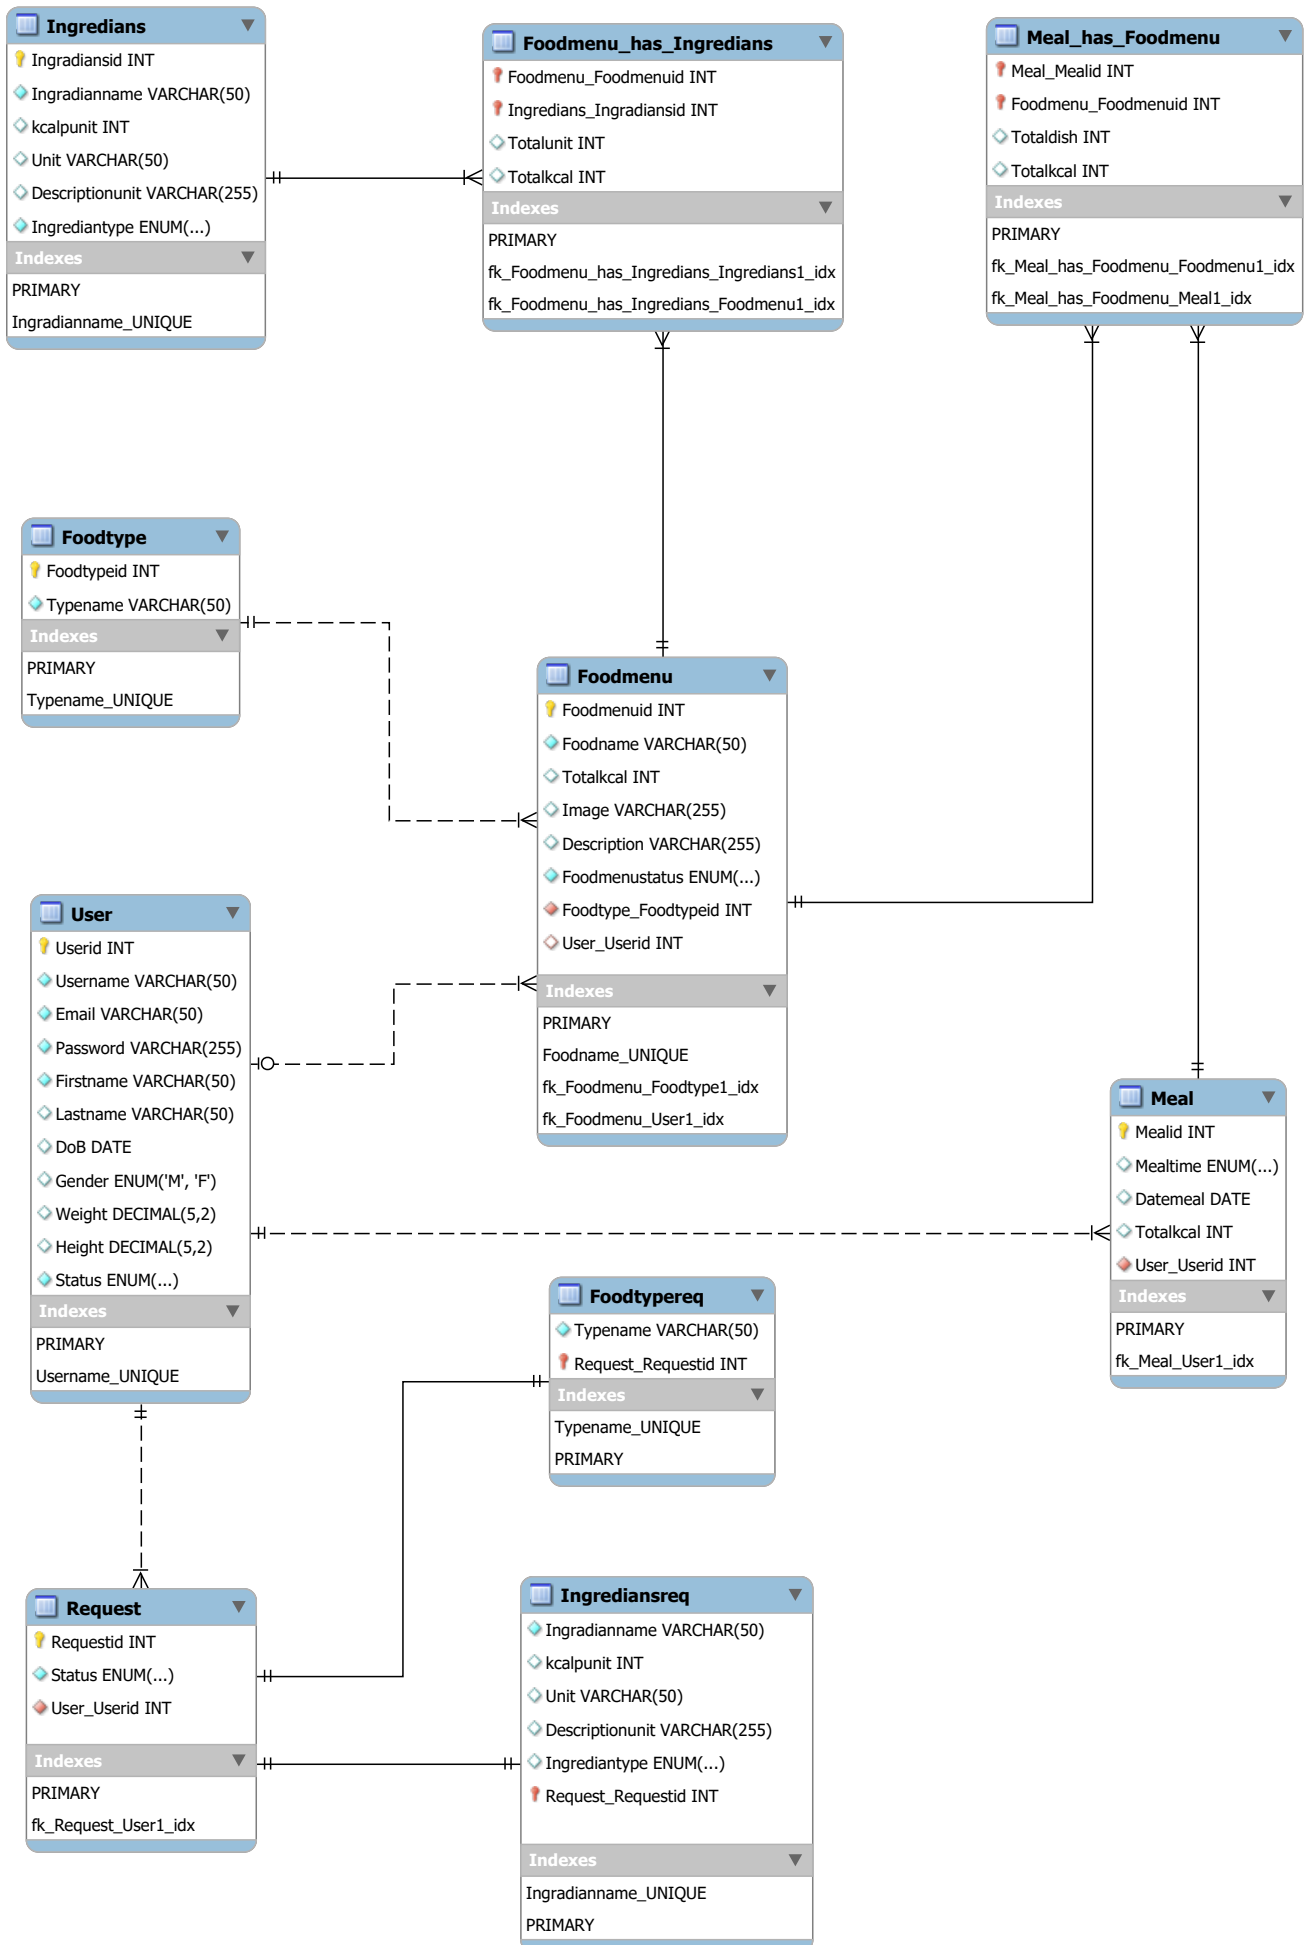 Ingredians
Ingradiansid INT
Ingradianname VARCHAR(50)
kcalpunit INT
Unit VARCHAR(50)
Descriptionunit VARCHAR(255)
Ingrediantype ENUM(...)
Indexes
PRIMARY
Ingradianname_UNIQUE
Foodmenu_has_Ingredians
Foodmenu_Foodmenuid INT
Ingredians_Ingradiansid INT
Totalunit INT
Totalkcal INT
Indexes
PRIMARY
fk_Foodmenu_has_Ingredians_Ingredians1_idx
fk_Foodmenu_has_Ingredians_Foodmenu1_idx
Meal_has_Foodmenu
Meal_Mealid INT
Foodmenu_Foodmenuid INT
Totaldish INT
Totalkcal INT
Indexes
PRIMARY
fk_Meal_has_Foodmenu_Foodmenu1_idx
fk_Meal_has_Foodmenu_Meal1_idx
Foodtype
Foodtypeid INT
Typename VARCHAR(50)
Indexes
PRIMARY
Typename_UNIQUE
Foodmenu
Foodmenuid INT
Foodname VARCHAR(50)
Totalkcal INT
Image VARCHAR(255)
Description VARCHAR(255)
Foodmenustatus ENUM(...)
Foodtype_Foodtypeid INT
User_Userid INT
Indexes
PRIMARY
Foodname_UNIQUE
fk_Foodmenu_Foodtype1_idx
fk_Foodmenu_User1_idx
User
Userid INT
Username VARCHAR(50)
Email VARCHAR(50)
Password VARCHAR(255)
Firstname VARCHAR(50)
Lastname VARCHAR(50)
DoB DATE
Gender ENUM('M', 'F')
Weight DECIMAL(5,2)
Height DECIMAL(5,2)
Status ENUM(...)
Indexes
PRIMARY
Username_UNIQUE
Meal
Mealid INT
Mealtime ENUM(...)
Datemeal DATE
Totalkcal INT
User_Userid INT
Indexes
PRIMARY
fk_Meal_User1_idx
Foodtypereq
Typename VARCHAR(50)
Request_Requestid INT
Indexes
Typename_UNIQUE
PRIMARY
Request
Requestid INT
Status ENUM(...)
User_Userid INT
Indexes
PRIMARY
fk_Request_User1_idx
Ingrediansreq
Ingradianname VARCHAR(50)
kcalpunit INT
Unit VARCHAR(50)
Descriptionunit VARCHAR(255)
Ingrediantype ENUM(...)
Request_Requestid INT
Indexes
Ingradianname_UNIQUE
PRIMARY